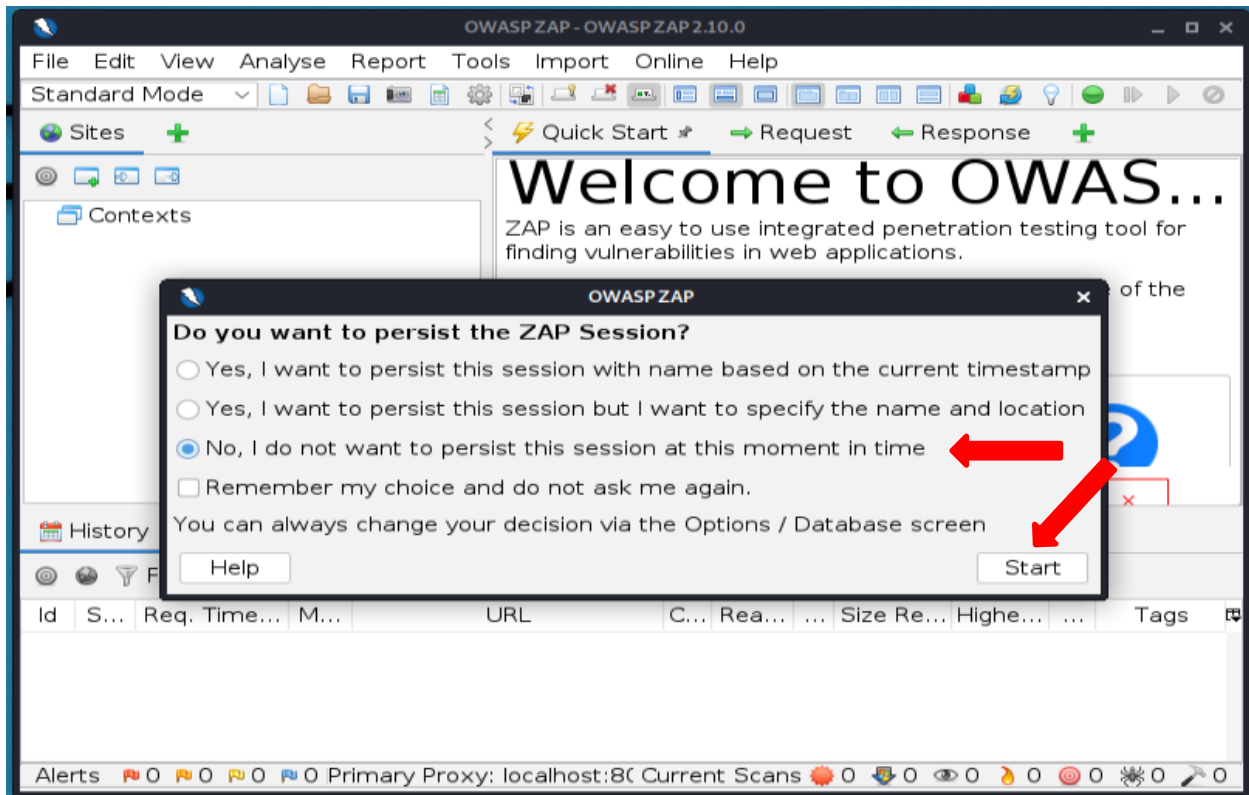 OWASP ZAP - OWASP ZAP 2.10.0
File Edit View Analyse Report Tools Import Online Help
Standard Mode
Sites
Quick Start Request Response
Welcome to OWAS...
Contexts
ZAP is an easy to use integrated penetration testing tool for
finding vulnerabilities in web applications.
of the
OWASP ZAP
Do you want to persist the ZAP Session?
Yes, I want to persist this session with name based on the current timestamp
Yes, I want to persist this session but I want to specify the name and location
No, I do not want to persist this session at this moment in time
Remember my choice and do not ask me again.
You can always change your decision via the Options / Database screen
History
Help Start
F
Id S... Req. Time... M... URL C... Rea... ... Size Re... Highe... ... Tags
Alerts 0 0 0 0 Primary Proxy: localhost:8( Current Scans 0 0 0 0 0 0 0